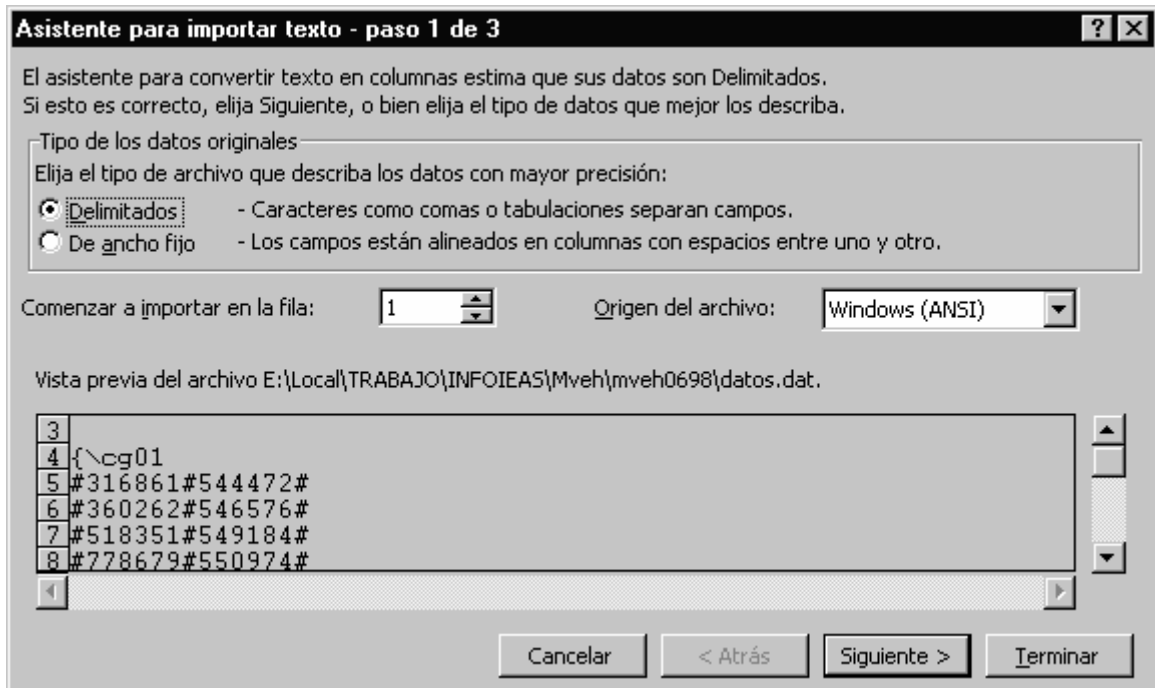 Asistente para importar texto - paso 1 de 3
El asistente para convertir texto en columnas estima que sus datos son Delimitados.
Si esto es correcto, elija Siguiente, o bien elija el tipo de datos que mejor los describa.
Tipo de los datos originales
Elija el tipo de archivo que describa los datos con mayor precisión:
Delimitados - Caracteres como comas o tabulaciones separan campos.
De ancho fijo - Los campos están alineados en columnas con espacios entre uno y otro.
Comenzar a importar en la fila: 1 Origen del archivo: Windows (ANSI)
Vista previa del archivo E:\Local\TRABAJO\INFOIEAS\Mveh\mveh0698\datos.dat.
3
4 {\cg01
5 #316861#544472#
6 #360262#546576#
7 #518351#549184#
8 #778679#550974#
Cancelar < Atrás Siguiente > Terminar